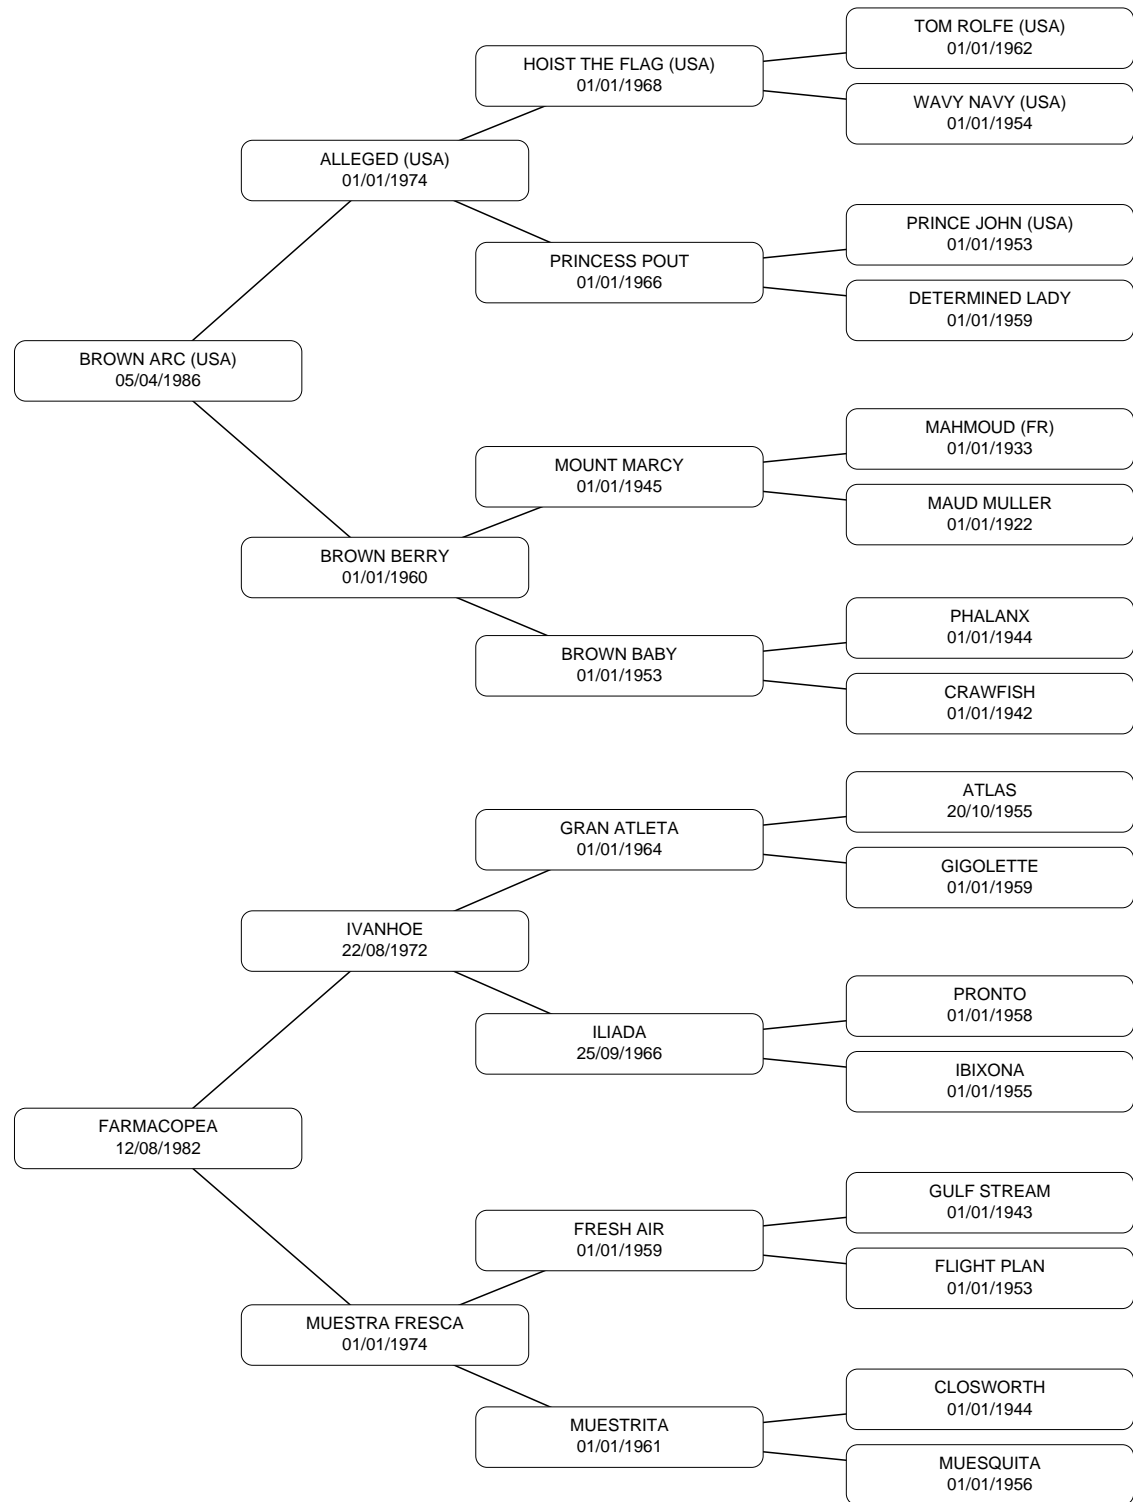 TOM ROLFE (USA)
01/01/1962
HOIST THE FLAG (USA)
01/01/1968
WAVY NAVY (USA)
01/01/1954
ALLEGED (USA)
01/01/1974
PRINCE JOHN (USA)
01/01/1953
PRINCESS POUT
01/01/1966
DETERMINED LADY
01/01/1959
BROWN ARC (USA)
05/04/1986
MAHMOUD (FR)
01/01/1933
MOUNT MARCY
01/01/1945
MAUD MULLER
01/01/1922
BROWN BERRY
01/01/1960
PHALANX
01/01/1944
BROWN BABY
01/01/1953
CRAWFISH
01/01/1942
ATLAS
20/10/1955
GRAN ATLETA
01/01/1964
GIGOLETTE
01/01/1959
IVANHOE
22/08/1972
PRONTO
01/01/1958
ILIADA
25/09/1966
IBIXONA
01/01/1955
FARMACOPEA
12/08/1982
GULF STREAM
01/01/1943
FRESH AIR
01/01/1959
FLIGHT PLAN
01/01/1953
MUESTRA FRESCA
01/01/1974
CLOSWORTH
01/01/1944
MUESTRITA
01/01/1961
MUESQUITA
01/01/1956